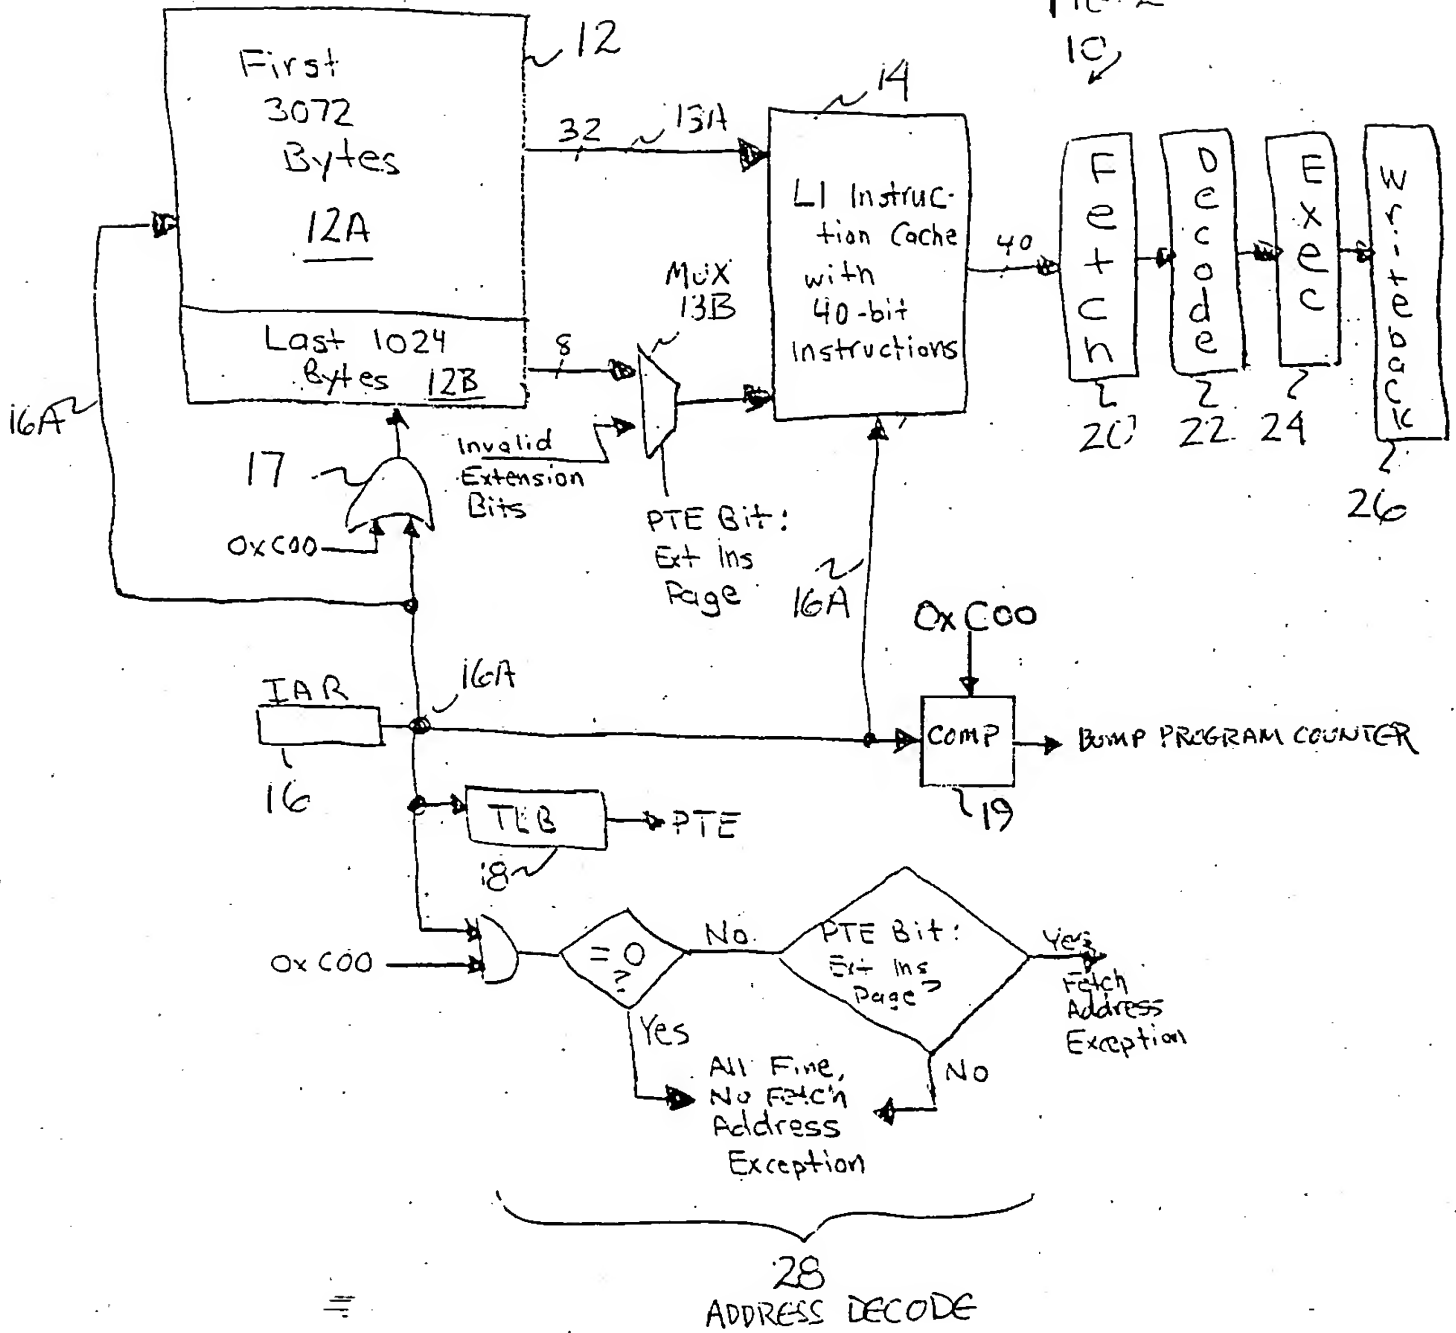 10
12
First
3072
Bytes
12A
Last 1024
Bytes 12B
32
13A
8
MUX
13B
14
L1 Instruc-
tion Cache
with
40-bit
Instructions
40
Fetch
20
Decode
22
Exec
24
Writeback
26
16A
17
0xC00
Invalid
Extension
Bits
PTE Bit:
Ext Ins
Page
16A
0xC00
IAR
16
16A
COMP
19
BUMP PROGRAM COUNTER
TLB
18
PTE
0xC00
= 0
?
No
Yes
PTE Bit:
Ext Ins
Page?
Yes
Fetch
Address
Exception
No
All Fine,
No Fetch
Address
Exception
28
ADDRESS DECODE